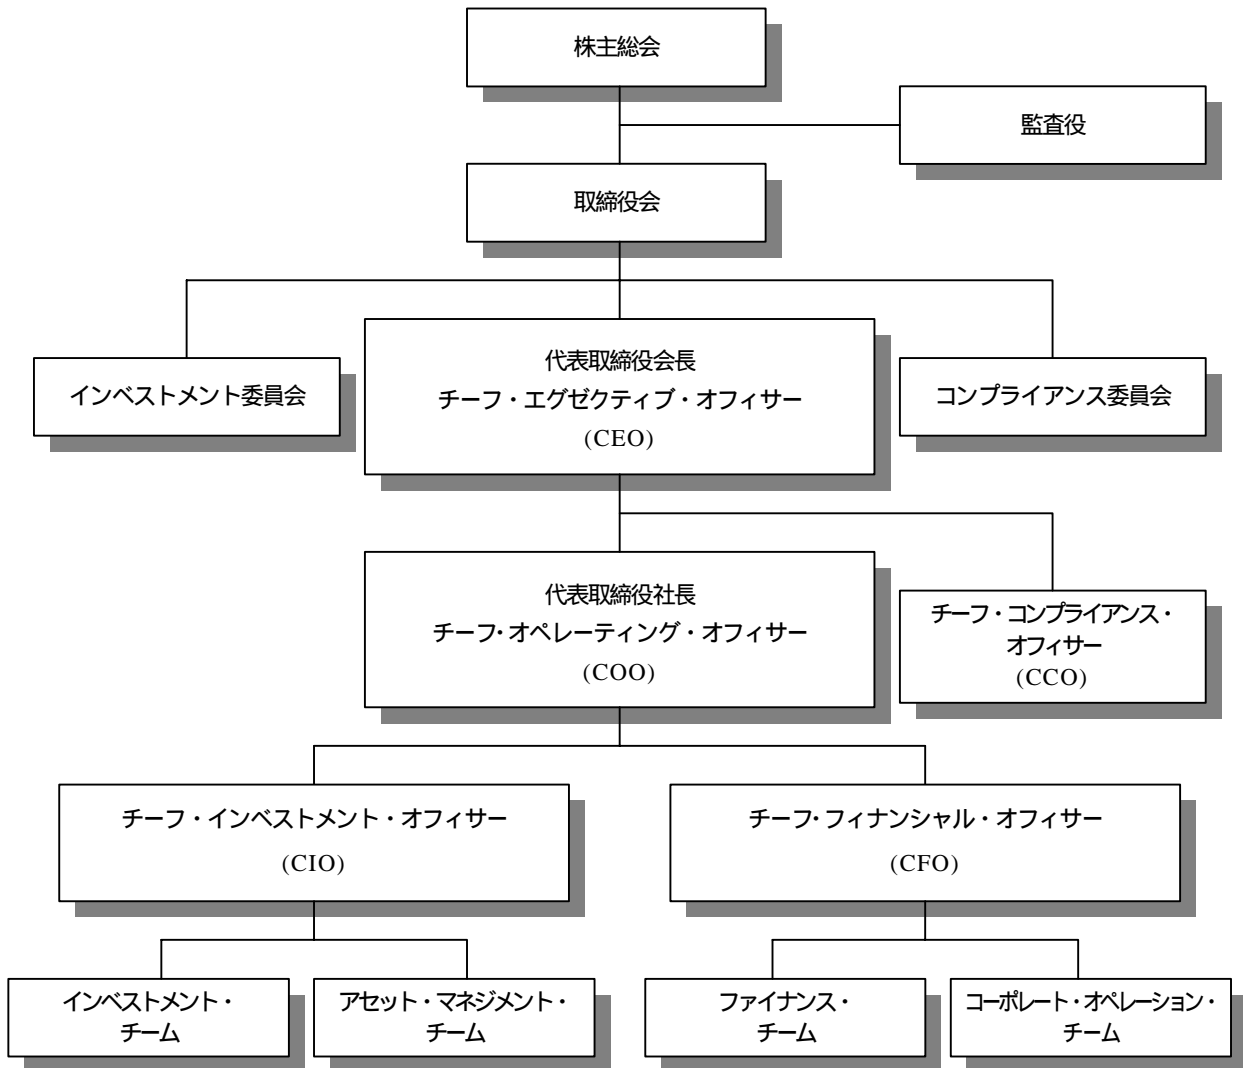 株主総会
監査役
取締役会
インベストメント委員会
代表取締役会長
チーフ・エグゼクティブ・オフィサー
(CEO)
コンプライアンス委員会
代表取締役社長
チーフ・オペレーティング・オフィサー
(COO)
チーフ・コンプライアンス・
オフィサー
(CCO)
チーフ・インベストメント・オフィサー
(CIO)
チーフ・フィナンシャル・オフィサー
(CFO)
インベストメント・
チーム
アセット・マネジメント・
チーム
ファイナンス・
チーム
コーポレート・オペレーション・
チーム